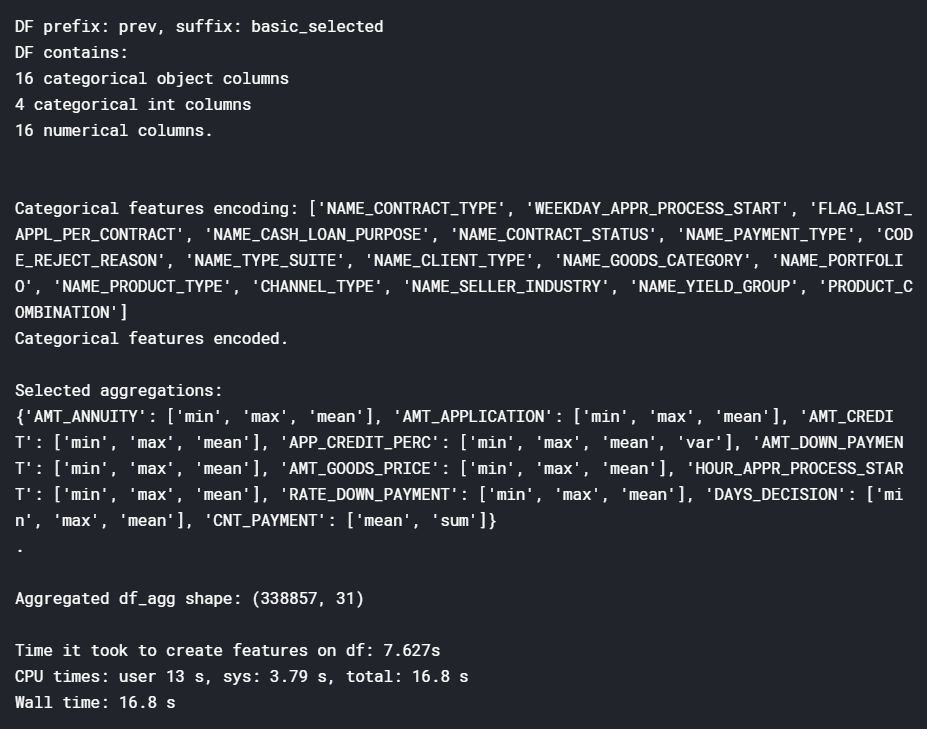 DF prefix: prev, suffix: basic_selected
DF contains:
16 categorical object columns
4 categorical int columns
16 numerical columns.
Categorical features encoding: ['NAME_CONTRACT_TYPE', 'WEEKDAY_APPR_PROCESS_START', 'FLAG_LAST_
APPL_PER_CONTRACT', 'NAME_CASH_LOAN_PURPOSE', 'NAME_CONTRACT_STATUS', 'NAME_PAYMENT_TYPE', 'COD
E_REJECT_REASON', 'NAME_TYPE_SUITE', 'NAME_CLIENT_TYPE', 'NAME_GOODS_CATEGORY', 'NAME_PORTFOLI
O', 'NAME_PRODUCT_TYPE', 'CHANNEL_TYPE', 'NAME_SELLER_INDUSTRY', 'NAME_YIELD_GROUP', 'PRODUCT_C
OMBINATION']
Categorical features encoded.
Selected aggregations:
{'AMT_ANNUITY': ['min', 'max', 'mean'], 'AMT_APPLICATION': ['min', 'max', 'mean'], 'AMT_CREDI
T': ['min', 'max', 'mean'], 'APP_CREDIT_PERC': ['min', 'max', 'mean', 'var'], 'AMT_DOWN_PAYMEN
T': ['min', 'max', 'mean'], 'AMT_GOODS_PRICE': ['min', 'max', 'mean'], 'HOUR_APPR_PROCESS_STAR
T': ['min', 'max', 'mean'], 'RATE_DOWN_PAYMENT': ['min', 'max', 'mean'], 'DAYS_DECISION': ['mi
n', 'max', 'mean'], 'CNT_PAYMENT': ['mean', 'sum']}
.
Aggregated df_agg shape: (338857, 31)
Time it took to create features on df: 7.627s
CPU times: user 13 s, sys: 3.79 s, total: 16.8 s
Wall time: 16.8 s